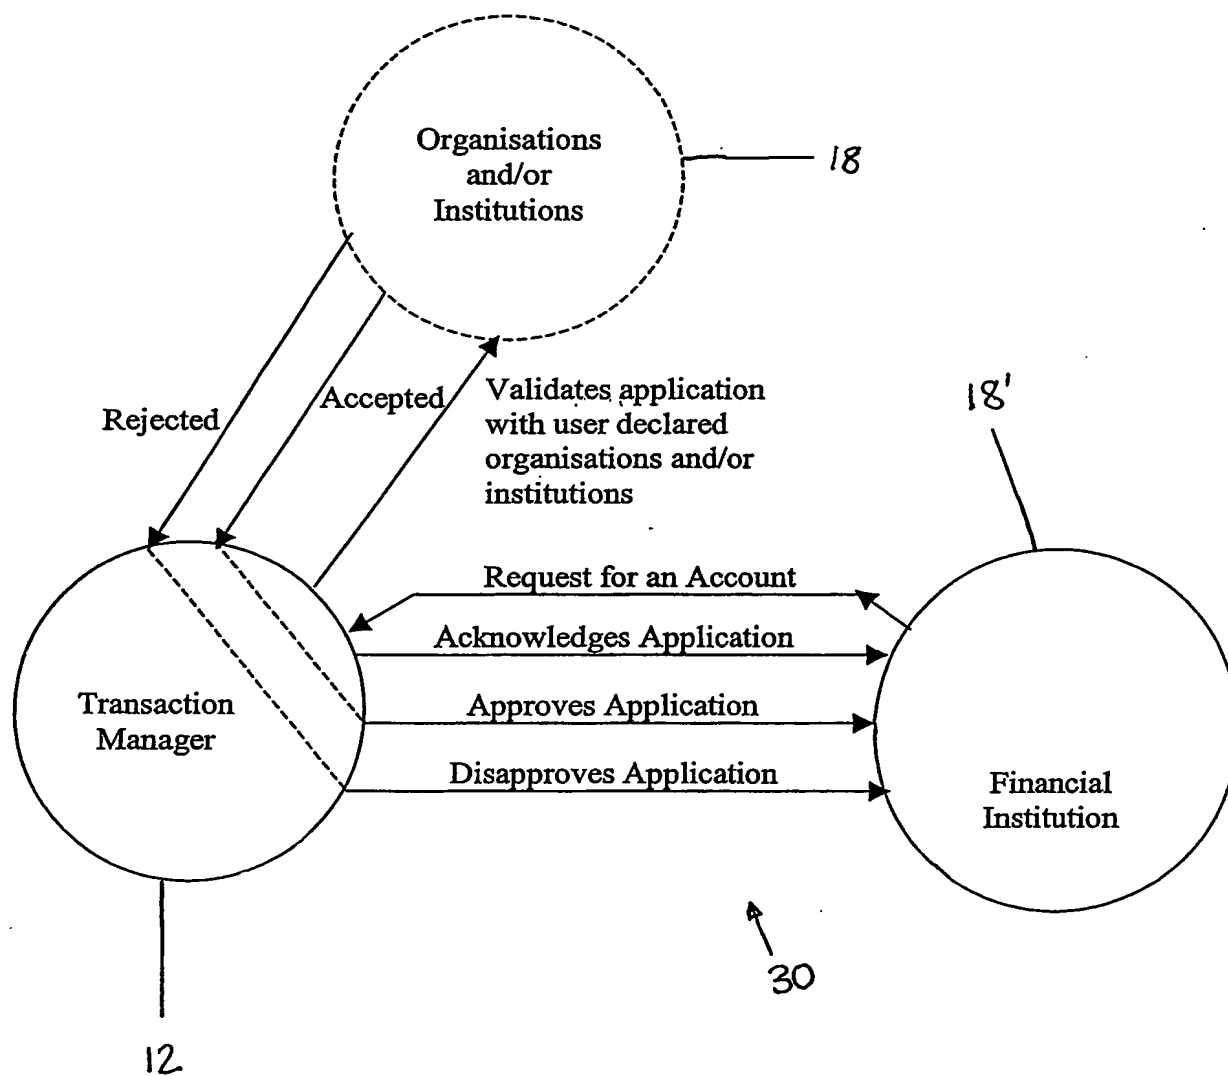 Organisations
and/or
Institutions
18
Rejected
Accepted
Validates application
with user declared
organisations and/or
institutions
18'
Request for an Account
Acknowledges Application
Approves Application
Disapproves Application
Transaction
Manager
Financial
Institution
30
12